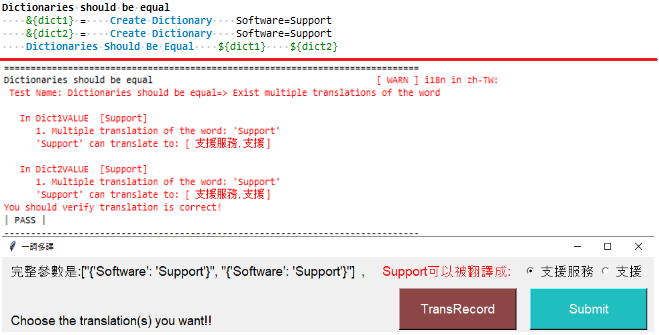 Dictionaries should be equal
&{dict1} = Create Dictionary Software=Support
&{dict2} = Create Dictionary Software=Support
Dictionaries Should Be Equal ${dict1} ${dict2}
==============================================================================
Dictionaries should be equal [ WARN ] i18n in zh-TW:
Test Name: Dictionaries should be equal=> Exist multiple translations of the word
In Dict1VALUE [Support]
1. Multiple translation of the word: 'Support'
'Support' can translate to: [ 支援服務,支援]
In Dict2VALUE [Support]
1. Multiple translation of the word: 'Support'
'Support' can translate to: [ 支援服務,支援]
You should verify translation is correct!
| PASS |
------------------------------------------------------------------------------
一詞多譯
完整參數是:["{'Software': 'Support'}", "{'Software': 'Support'}"] , Support可以被翻譯成: 支援服務 支援
TransRecord Submit
Choose the translation(s) you want!!